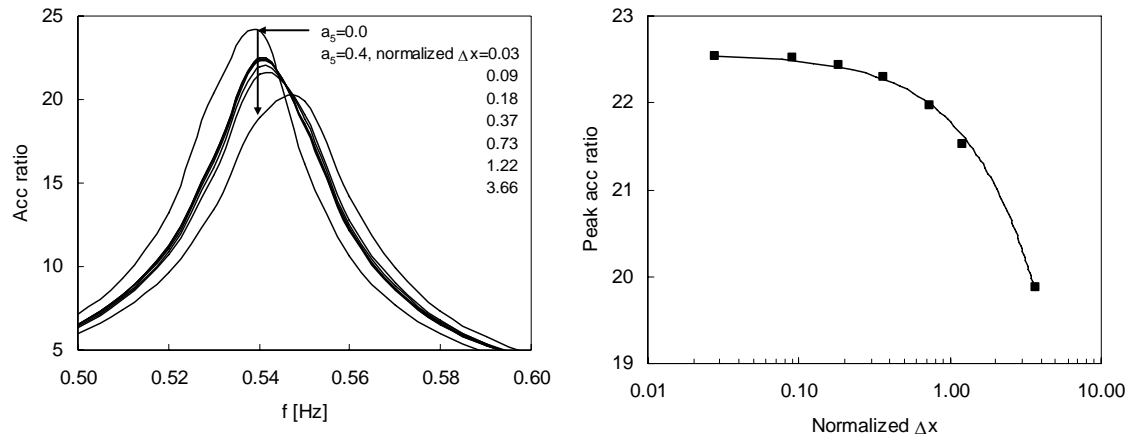 25
20
15
10
5
Acc ratio
0.50 0.52 0.54 0.56 0.58 0.60
f [Hz]
a5=0.0
a5=0.4, normalized Δx=0.03
0.09
0.18
0.37
0.73
1.22
3.66
23
22
21
20
19
Peak acc ratio
0.01 0.10 1.00 10.00
Normalized Δx